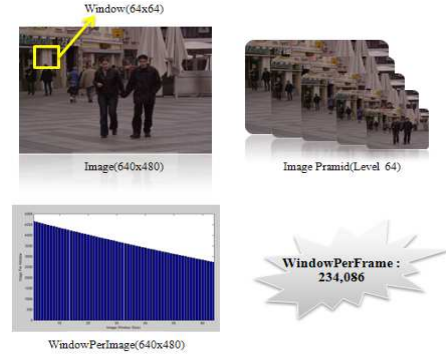 Window(64x64)
Image(640x480)
Image Pramid(Level 64)
WindowPerFrame :
234,086
WindowPerImage(640x480)